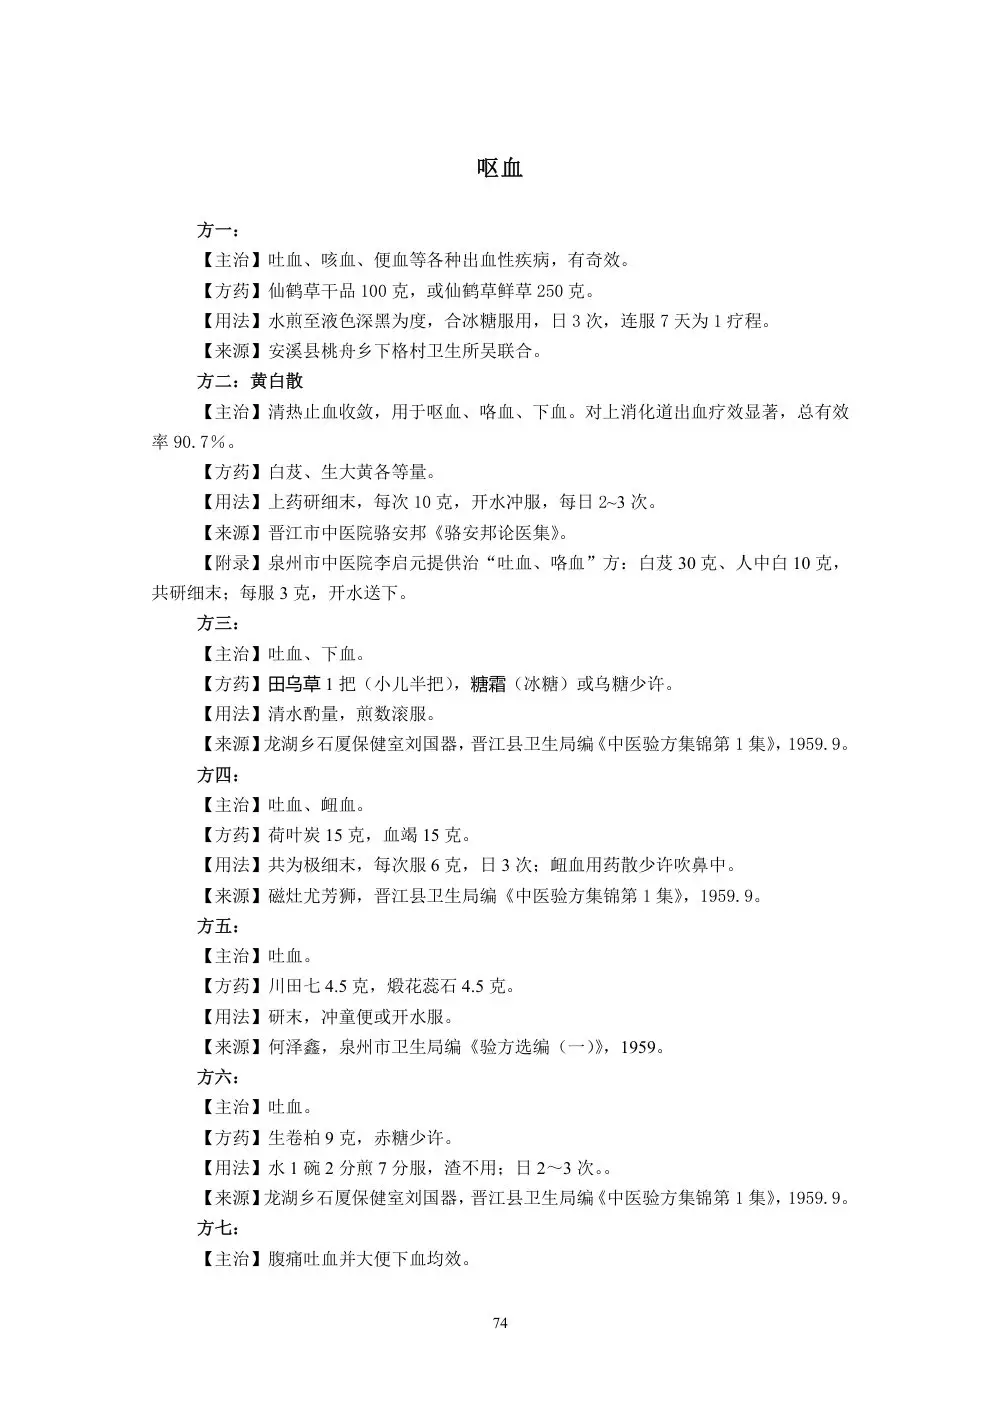 呕血
方一：
【主治】吐血、咳血、便血等各种出血性疾病，有奇效。
【方药】仙鹤草干品 100 克，或仙鹤草鲜草 250 克。
【用法】水煎至液色深黑为度，合冰糖服用，日 3 次，连服 7 天为 1 疗程。
【来源】安溪县桃舟乡下格村卫生所吴联合。
方二：黄白散
【主治】清热止血收敛，用于呕血、咯血、下血。对上消化道出血疗效显著，总有效
率 90.7％。
【方药】白芨、生大黄各等量。
【用法】上药研细末，每次 10 克，开水冲服，每日 2~3 次。
【来源】晋江市中医院骆安邦《骆安邦论医集》。
【附录】泉州市中医院李启元提供治“吐血、咯血”方：白芨 30 克、人中白 10 克，
共研细末；每服 3 克，开水送下。
方三：
【主治】吐血、下血。
【方药】田乌草 1 把（小儿半把），糖霜（冰糖）或乌糖少许。
【用法】清水酌量，煎数滚服。
【来源】龙湖乡石厦保健室刘国器，晋江县卫生局编《中医验方集锦第 1 集》，1959.9。
方四：
【主治】吐血、衄血。
【方药】荷叶炭 15 克，血竭 15 克。
【用法】共为极细末，每次服 6 克，日 3 次；衄血用药散少许吹鼻中。
【来源】磁灶尤芳狮，晋江县卫生局编《中医验方集锦第 1 集》，1959.9。
方五：
【主治】吐血。
【方药】川田七 4.5 克，煅花蕊石 4.5 克。
【用法】研末，冲童便或开水服。
【来源】何泽鑫，泉州市卫生局编《验方选编（一）》，1959。
方六：
【主治】吐血。
【方药】生卷柏 9 克，赤糖少许。
【用法】水 1 碗 2 分煎 7 分服，渣不用；日 2～3 次。。
【来源】龙湖乡石厦保健室刘国器，晋江县卫生局编《中医验方集锦第 1 集》，1959.9。
方七：
【主治】腹痛吐血并大便下血均效。
74